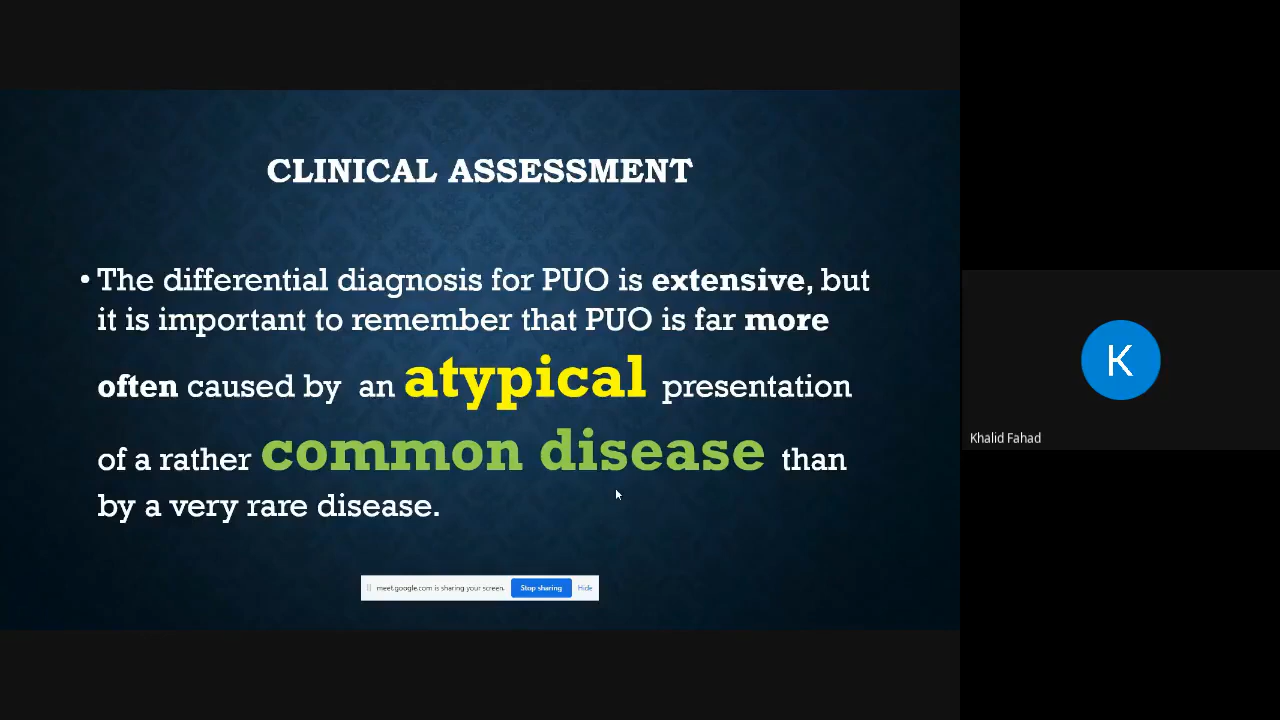 CLINICAL ASSESSMENT
• The differential diagnosis for PUO is extensive, but
it is important to remember that PUO is far more
often caused by an atypical presentation
of a rather common disease than
by a very rare disease.
meet.google.com is sharing your screen. Stop sharing Hide
K
Khalid Fahad